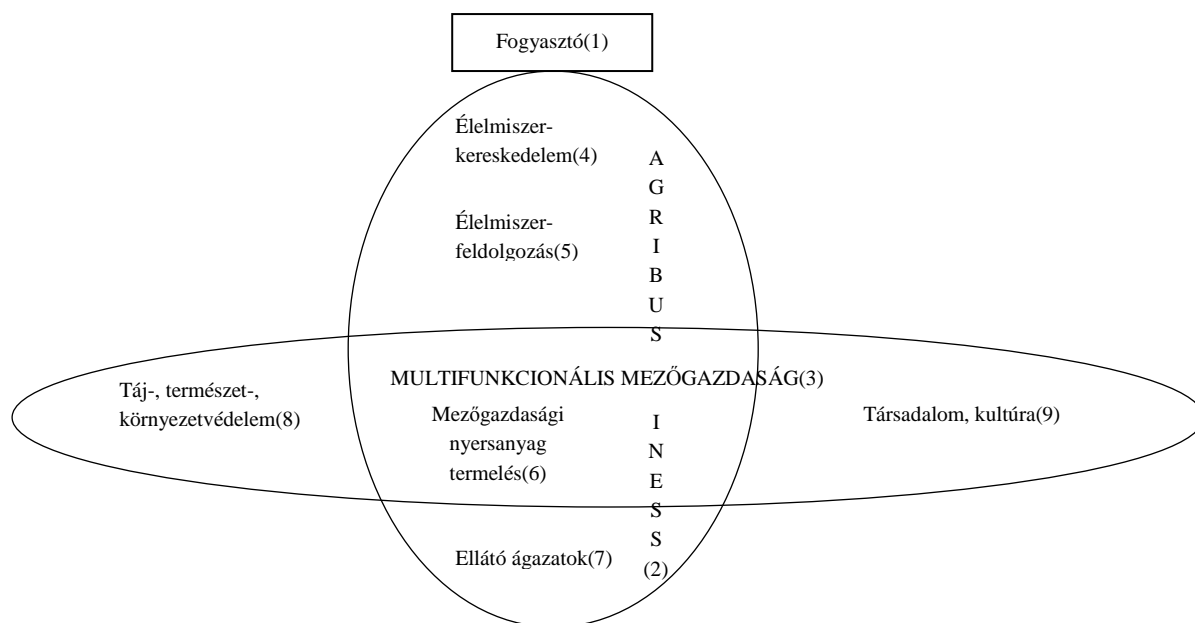 Fogyasztó(1)
Élelmiszer-
kereskedelem(4)
Élelmiszer-
feldolgozás(5)
A
G
R
I
B
U
S
MULTIFUNKCIONÁLIS MEZŐGAZDASÁG(3)
Táj-, természet-,
környezetvédelem(8)
Mezőgazdasági
nyersanyag
termelés(6)
Társadalom, kultúra(9)
I
N
E
S
S
(2)
Ellátó ágazatok(7)